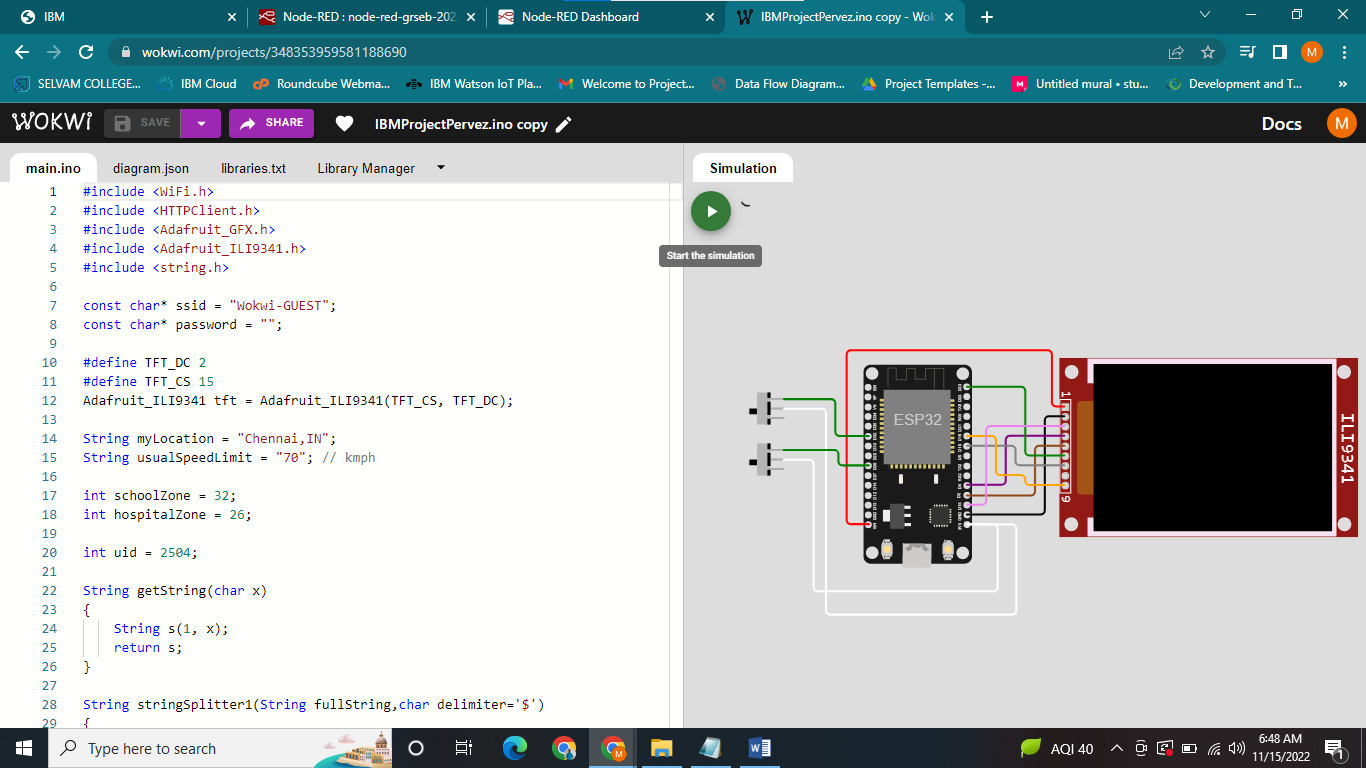 IBM
Node-RED : node-red-grseb-202
Node-RED Dashboard
IBMProjectPervez.ino copy - Wok
wokwi.com/projects/348353959581188690
M
SELVAM COLLEGE...
IBM Cloud
Roundcube Webma...
IBM Watson IoT Pla...
Welcome to Project...
Data Flow Diagram...
Project Templates -...
Untitled mural • stu...
Development and T...
»
WOKWI
SAVE
SHARE
IBMProjectPervez.ino copy
Docs
M
main.ino
diagram.json
libraries.txt
Library Manager
Simulation
Start the simulation
1 #include <WiFi.h>
2 #include <HTTPClient.h>
3 #include <Adafruit_GFX.h>
4 #include <Adafruit_ILI9341.h>
5 #include <string.h>
6
7 const char* ssid = "Wokwi-GUEST";
8 const char* password = "";
9
10 #define TFT_DC 2
11 #define TFT_CS 15
12 Adafruit_ILI9341 tft = Adafruit_ILI9341(TFT_CS, TFT_DC);
13
14 String myLocation = "Chennai,IN";
15 String usualSpeedLimit = "70"; // kmph
16
17 int schoolZone = 32;
18 int hospitalZone = 26;
19
20 int uid = 2504;
21
22 String getString(char x)
23 {
24 String s(1, x);
25 return s;
26 }
27
28 String stringSplitter1(String fullString,char delimiter='$')
29 {
ESP32
1
9
ILI9341
Type here to search
AQI 40
6:48 AM
11/15/2022
1